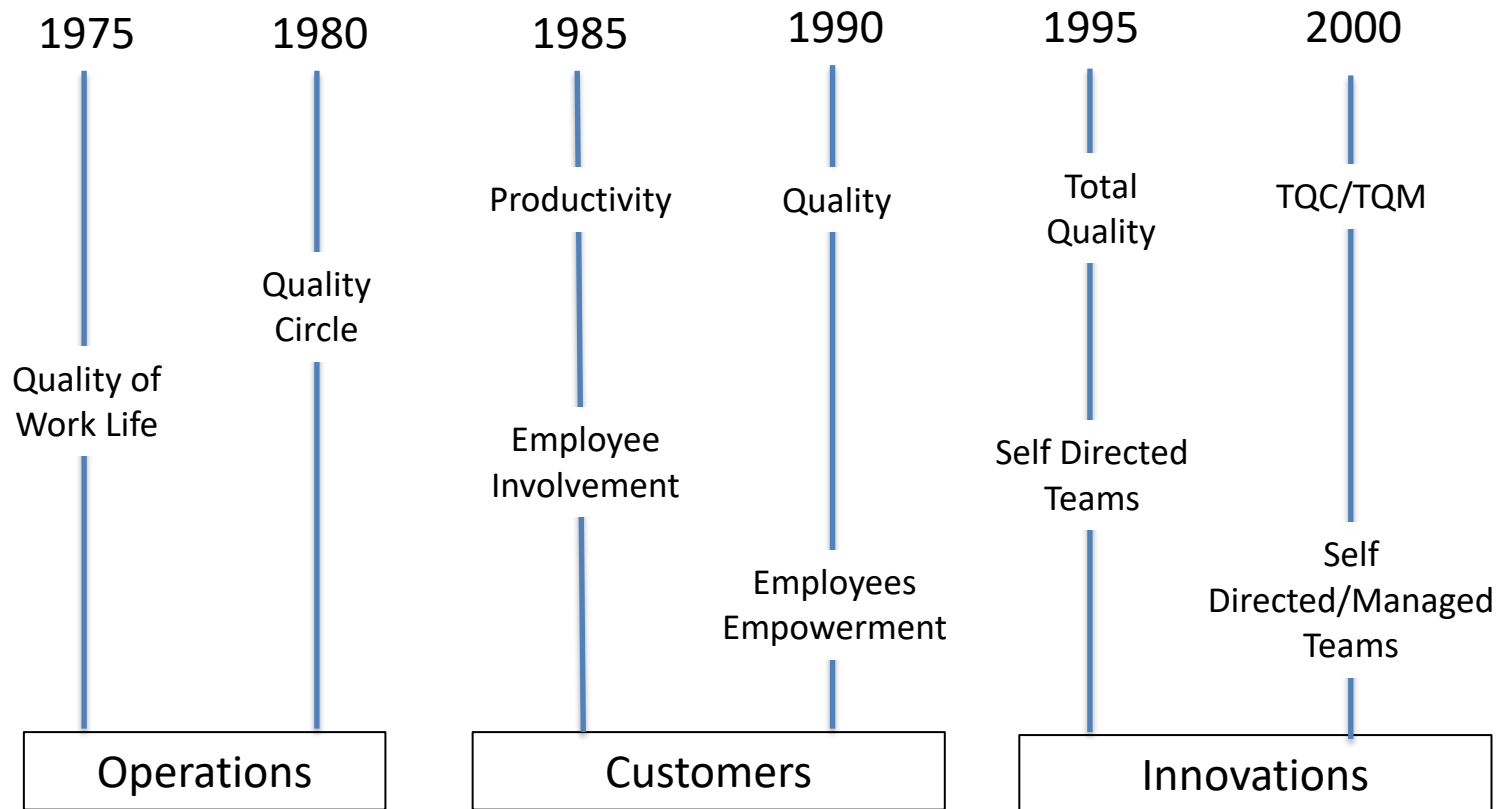 1975
1980
1985
1990
1995
2000
Productivity
Quality
Total
Quality
TQC/TQM
Quality
Circle
Quality of
Work Life
Employee
Involvement
Self Directed
Teams
Employees
Empowerment
Self
Directed/Managed
Teams
Operations
Customers
Innovations